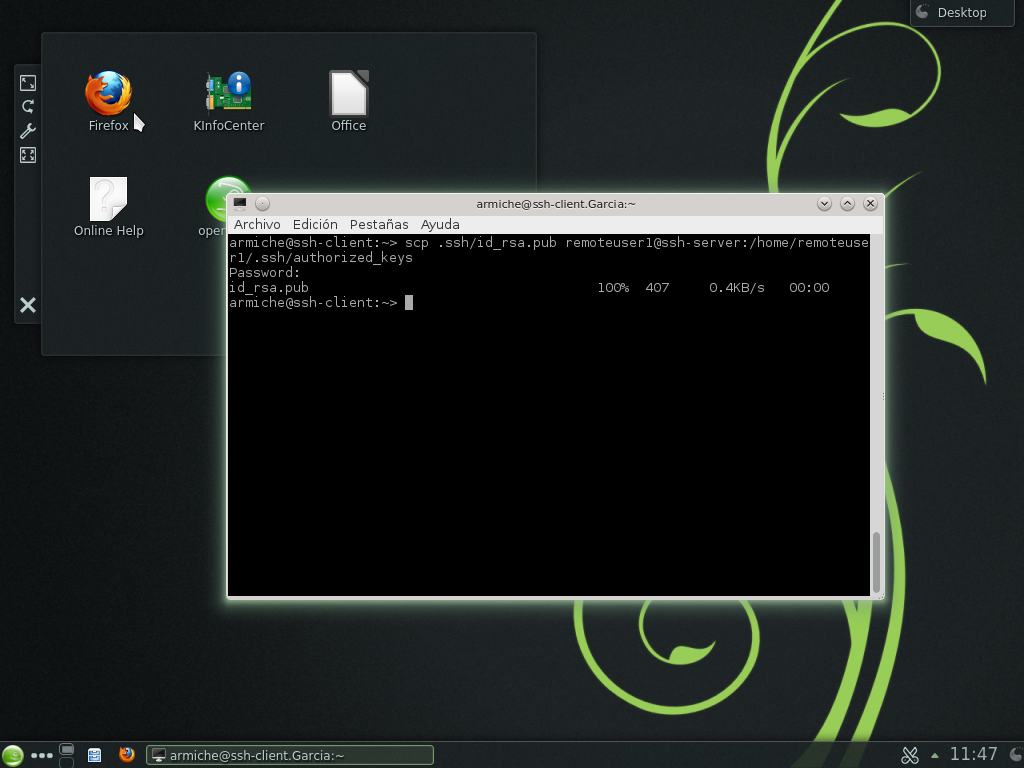 Desktop
Firefox
KInfoCenter
Office
Online Help
armiche@ssh-client.Garcia:~
Archivo Edición Pestañas Ayuda
armiche@ssh-client:~> scp .ssh/id_rsa.pub remoteuser1@ssh-server:/home/remoteuse
r1/.ssh/authorized_keys
Password:
id_rsa.pub 100% 407 0.4KB/s 00:00
armiche@ssh-client:~>
armiche@ssh-client.Garcia:~
11:47